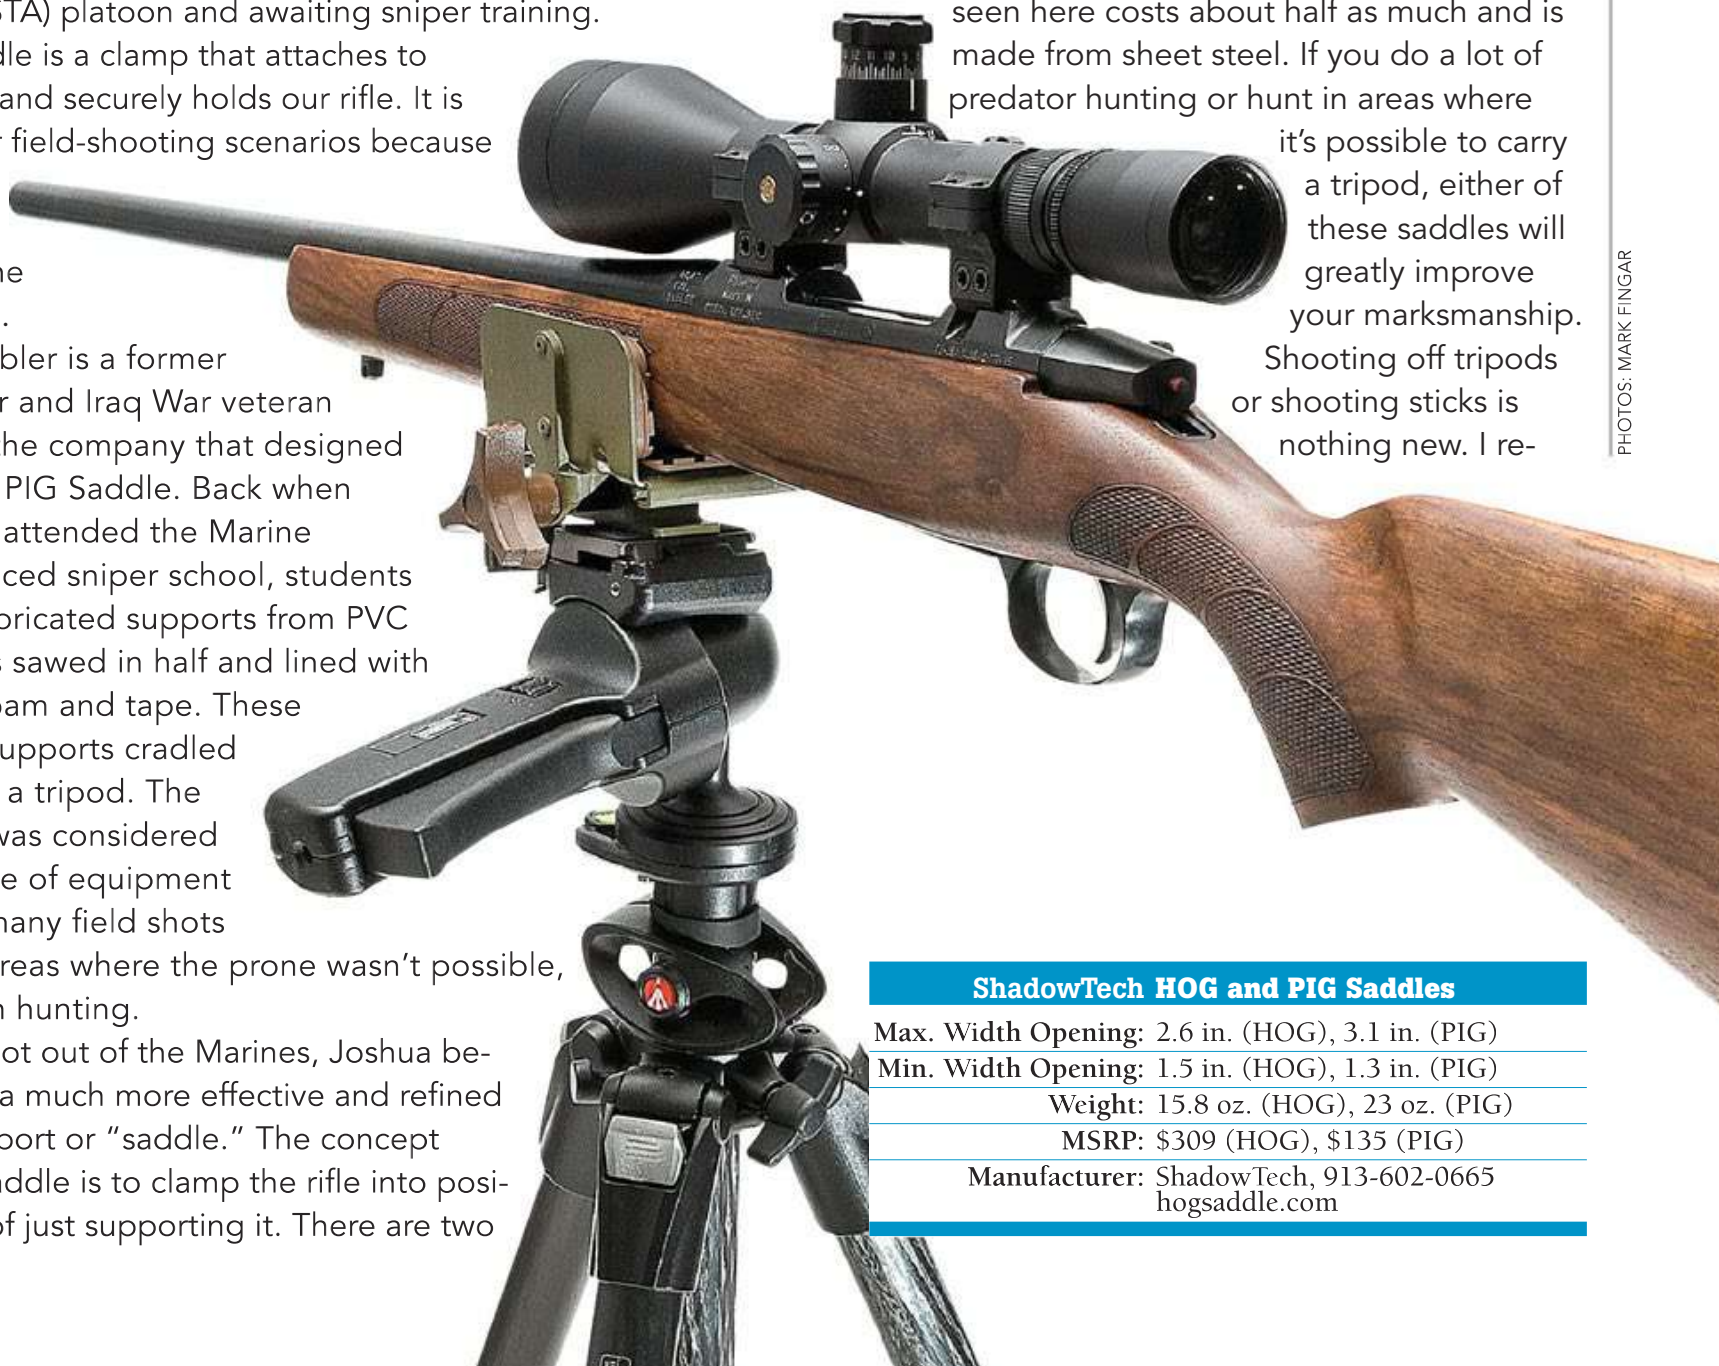 STA) platoon and awaiting sniper training.
dle is a clamp that attaches to
and securely holds our rifle. It is
r field-shooting scenarios because
ne
.
bler is a former
r and Iraq War veteran
the company that designed
PIG Saddle. Back when
attended the Marine
ced sniper school, students
bricated supports from PVC
s sawed in half and lined with
oam and tape. These
upports cradled
a tripod. The
was considered
e of equipment
many field shots
reas where the prone wasn't possible,
n hunting.
ot out of the Marines, Joshua be-
a much more effective and refined
port or “saddle.” The concept
addle is to clamp the rifle into posi-
of just supporting it. There are two
seen here costs about half as much and is
made from sheet steel. If you do a lot of
predator hunting or hunt in areas where
it's possible to carry
a tripod, either of
these saddles will
greatly improve
your marksmanship.
Shooting off tripods
or shooting sticks is
nothing new. I re-
PHOTOS: MARK FINGAR
ShadowTech HOG and PIG Saddles
Max. Width Opening: 2.6 in. (HOG), 3.1 in. (PIG)
Min. Width Opening: 1.5 in. (HOG), 1.3 in. (PIG)
Weight: 15.8 oz. (HOG), 23 oz. (PIG)
MSRP: $309 (HOG), $135 (PIG)
Manufacturer: ShadowTech, 913-602-0665
hogsaddle.com